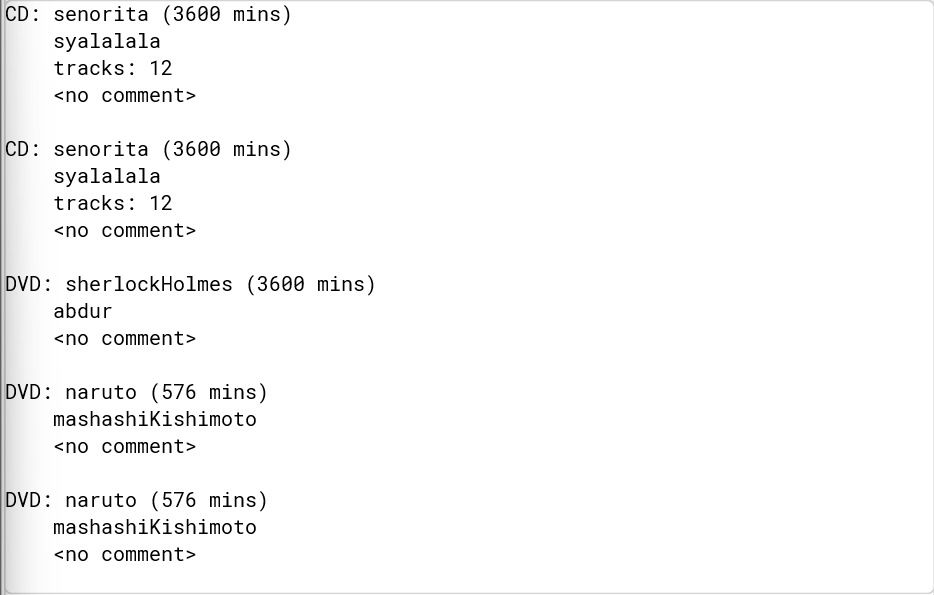 CD: senorita (3600 mins)
syalalala
tracks: 12
<no comment>
CD: senorita (3600 mins)
syalalala
tracks: 12
<no comment>
DVD: sherlockHolmes (3600 mins)
abdur
<no comment>
DVD: naruto (576 mins)
mashashiKishimoto
<no comment>
DVD: naruto (576 mins)
mashashiKishimoto
<no comment>